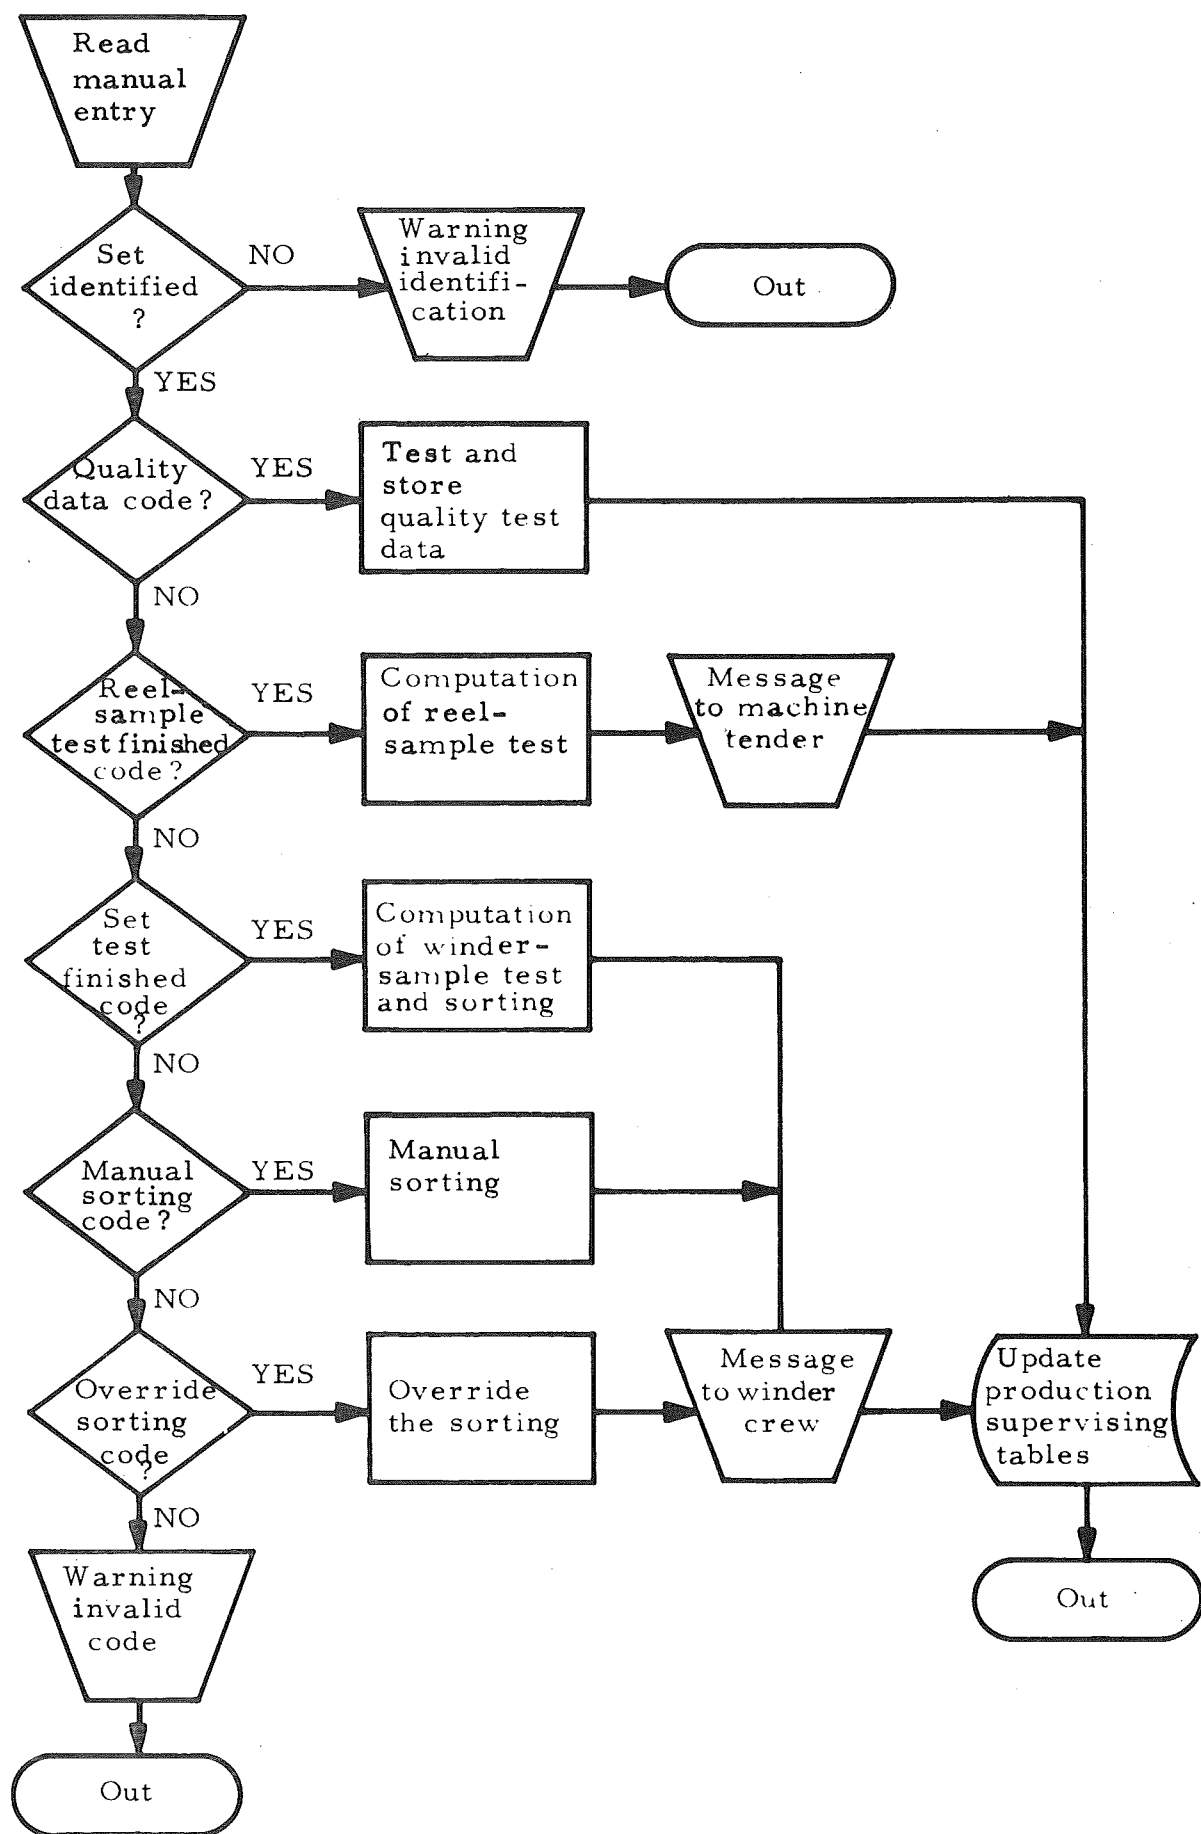 Read
manual
entry
Set
identified
?
NO
Warning
invalid
identifi-
cation
Out
YES
Quality
data code?
YES
Test and
store
quality test
data
NO
Reel-
sample
test finished
code?
YES
Computation
of reel-
sample test
Message
to machine
tender
NO
Set
test
finished
code
?
YES
Computation
of winder-
sample test
and sorting
NO
Manual
sorting
code?
YES
Manual
sorting
NO
Override
sorting
code
?
YES
Override
the sorting
Message
to winder
crew
Update
production
supervising
tables
NO
Warning
invalid
code
Out
Out